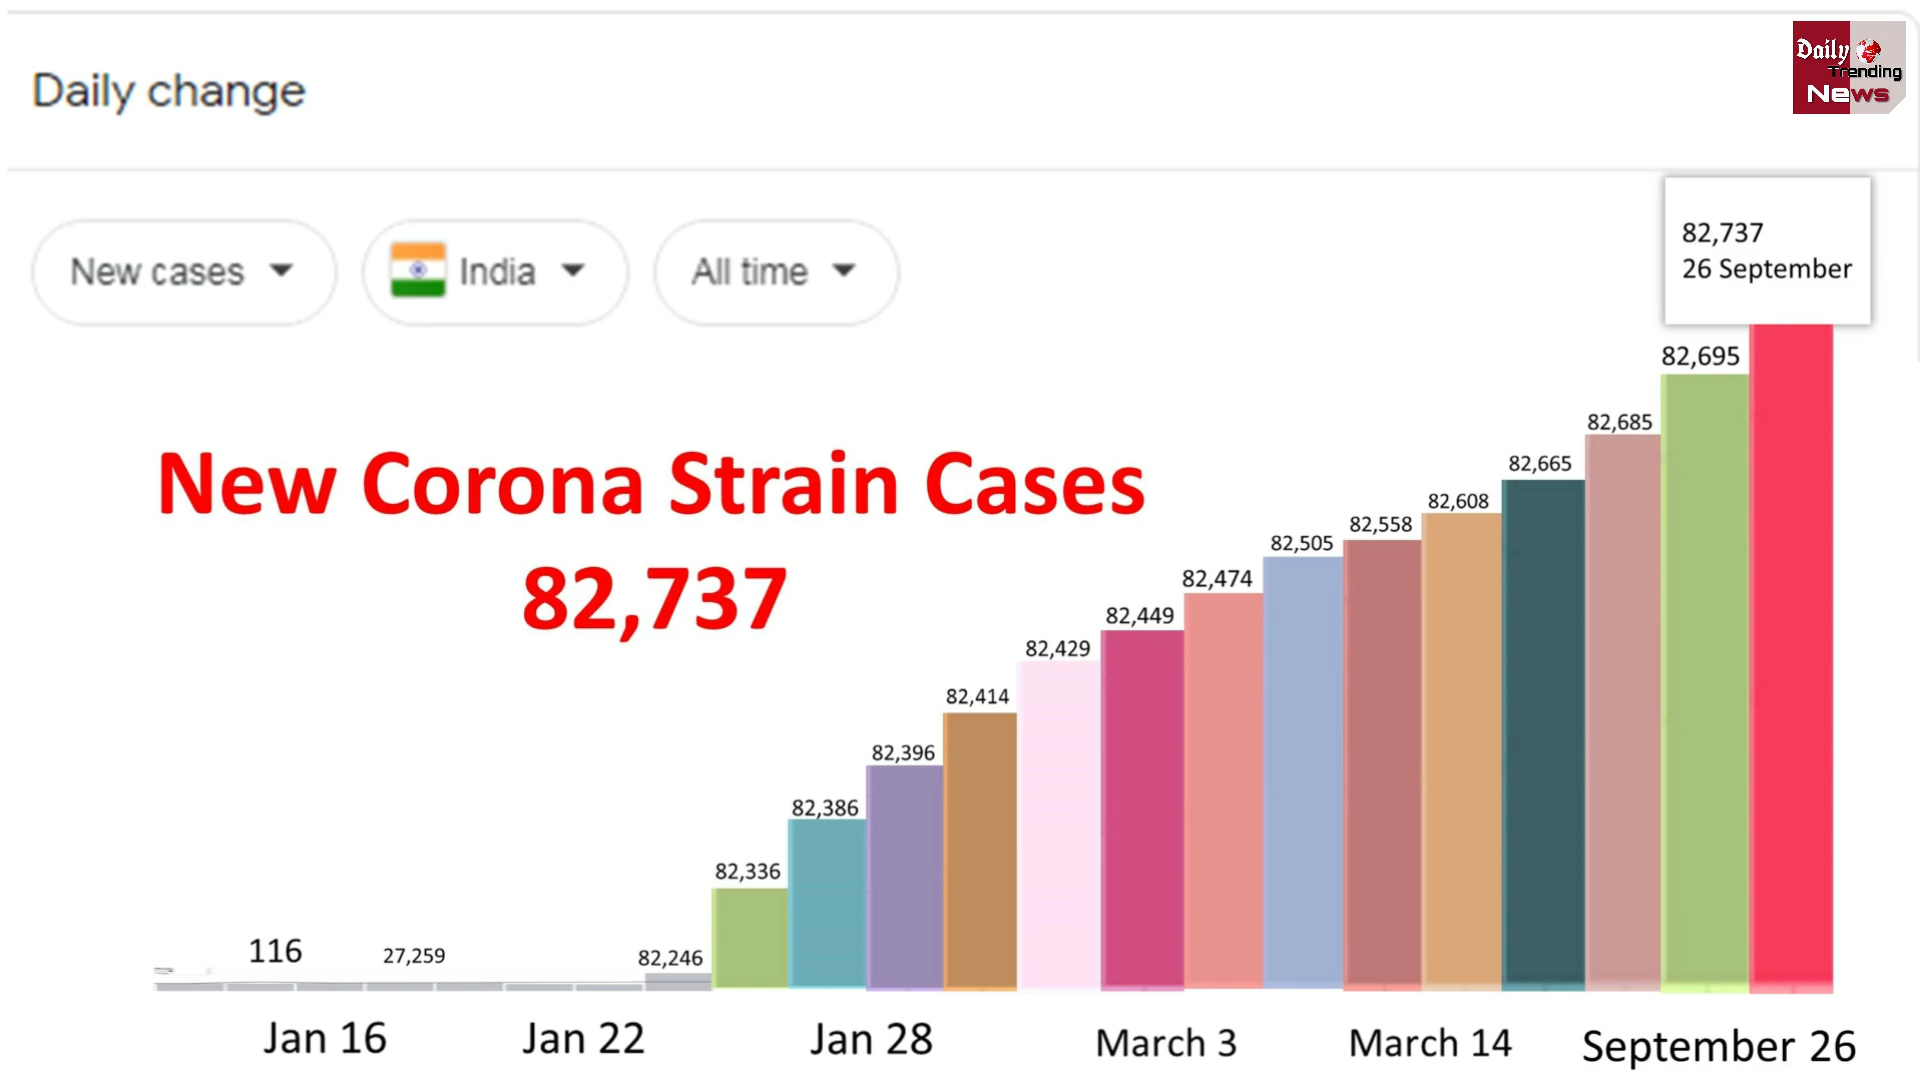 Daily change
Daily
Trending
News
New cases
India
All time
82,737
26 September
82,695
82,685
82,665
82,608
82,558
82,505
82,474
82,449
82,429
82,414
82,396
82,386
82,336
82,246
27,259
116
New Corona Strain Cases
82,737
Jan 16
Jan 22
Jan 28
March 3
March 14
September 26